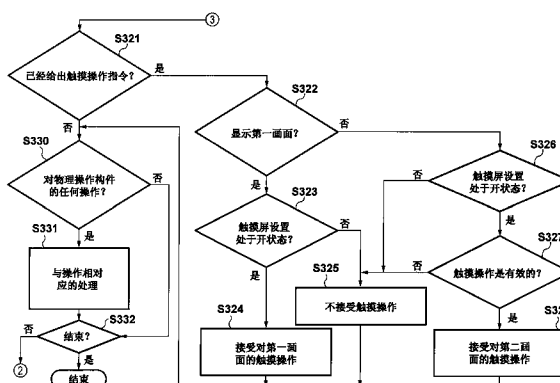 ③
S321
已经给出触摸操作指令？
是
否
S322
显示第一画面？
否
是
S326
触摸屏设置
处于开状态？
否
是
S330
对物理操作构件
的任何操作？
否
是
S323
触摸屏设置
处于开状态？
否
是
S327
触摸操作是有效的？
否
是
S331
与操作相对
应的处理
S325
不接受触摸操作
S324
接受对第一画
面的触摸操作
接受对第二画
面的触摸操作
S332
结束？
否
是
②
结束